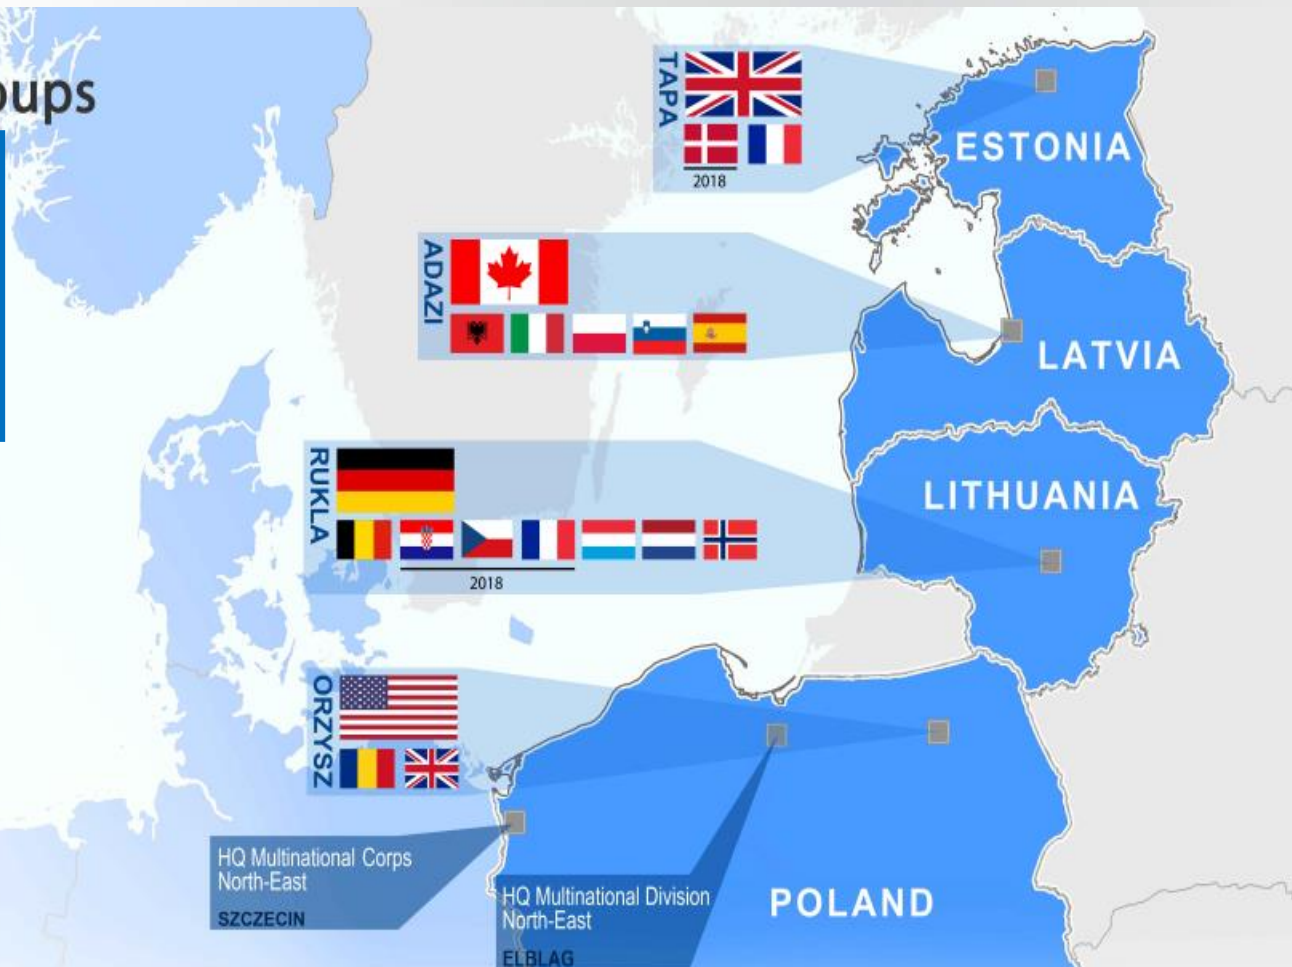 oups
TAPA
2018
ESTONIA
ADAZI
LATVIA
RUKLA
2018
LITHUANIA
ORZYSZ
HQ Multinational Corps
North-East
SZCZECIN
HQ Multinational Division
North-East
ELBLAG
POLAND